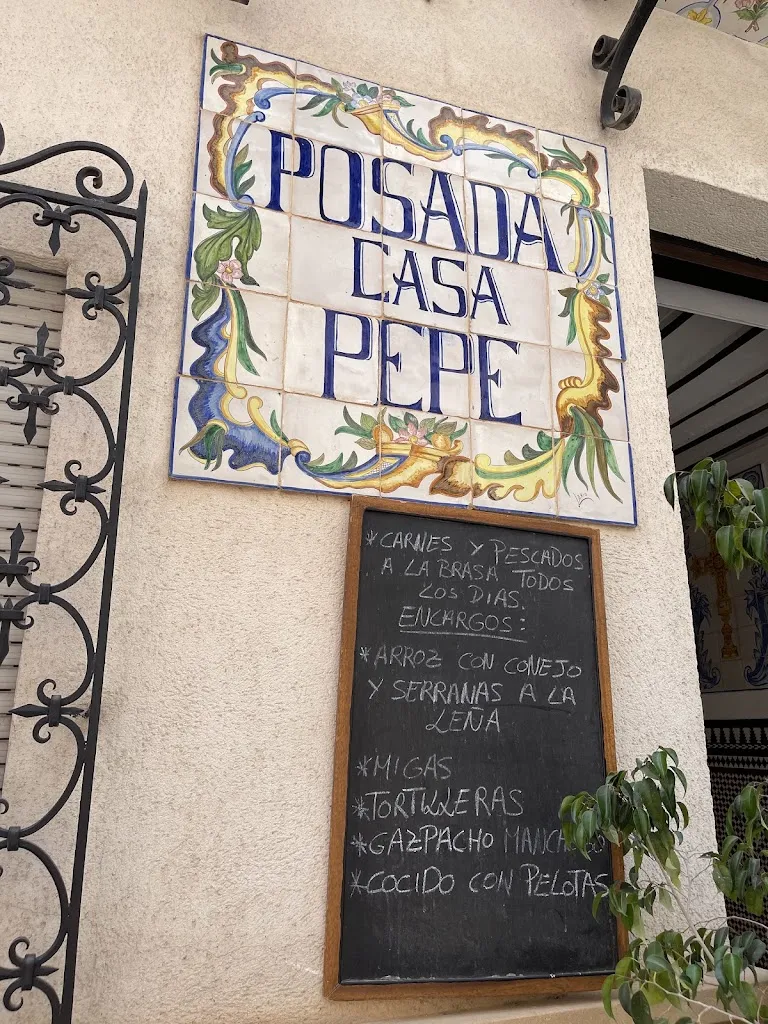 POSADA
CASA
PEPE
*CARNES Y PESCADOS
A LA BRASA TODOS
LOS DIAS.
ENCARGOS:
*ARROZ CON CONEJO
Y SERRANAS A LA
LEÑA
*MIGAS
*TORTILLERAS
*GAZPACHO
*COCIDO CON PELOTAS